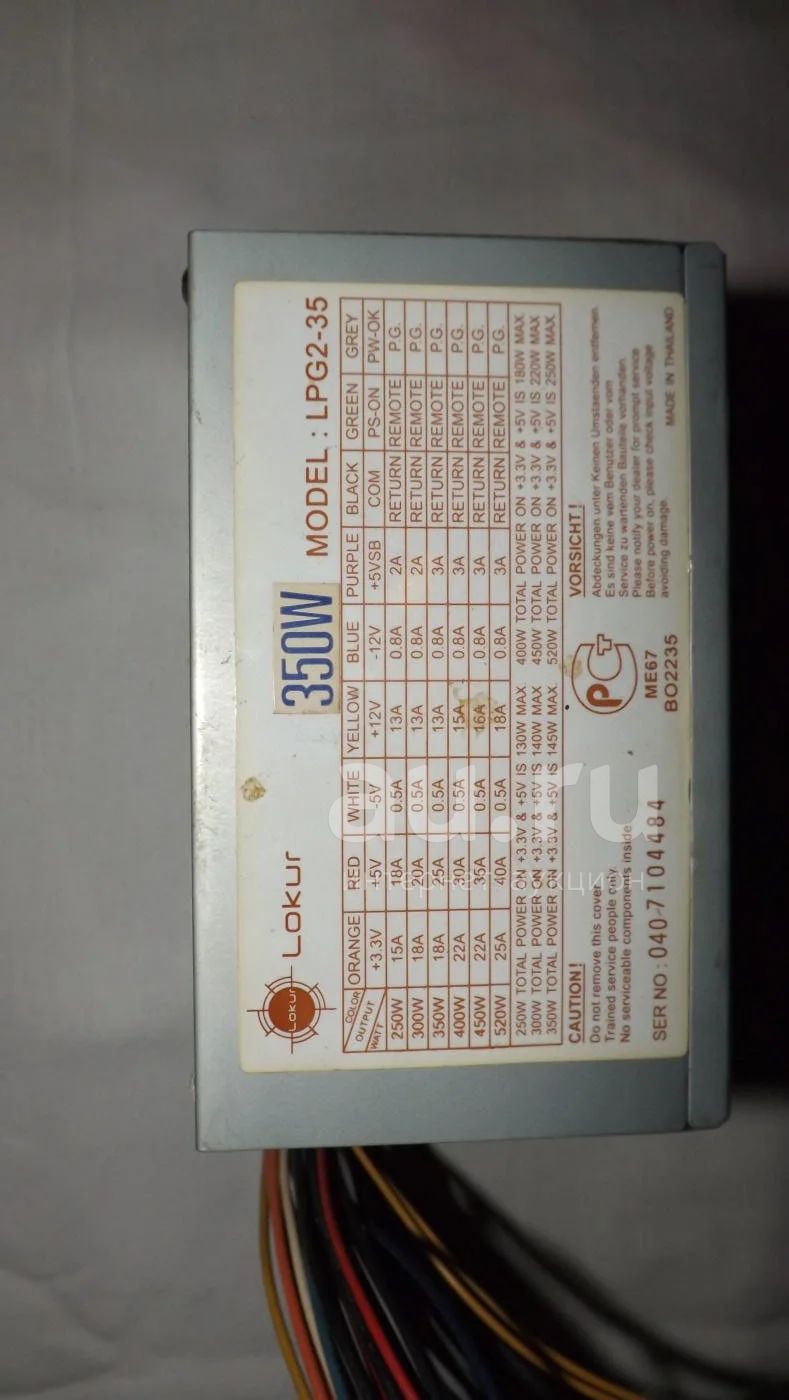 LOKUR
LOKUR
350W
MODEL : LPG2-35
COLOR ORANGE RED WHITE YELLOW BLUE PURPLE BLACK GREEN GREY
OUTPUT WATT +3.3V +5V -5V +12V -12V +5VSB COM PS-ON PW-OK
250W 15A 18A 0.5A 13A 0.8A 2A RETURN REMOTE P.G.
300W 18A 20A 0.5A 13A 0.8A 2A RETURN REMOTE P.G.
350W 18A 25A 0.5A 13A 0.8A 3A RETURN REMOTE P.G.
400W 22A 30A 0.5A 15A 0.8A 3A RETURN REMOTE P.G.
450W 22A 35A 0.5A 16A 0.8A 3A RETURN REMOTE P.G.
520W 25A 40A 0.5A 18A 0.8A 3A RETURN REMOTE P.G.
250W TOTAL POWER ON +3.3V & +5V IS 130W MAX. 400W TOTAL POWER ON +3.3V & +5V IS 180W MAX.
300W TOTAL POWER ON +3.3V & +5V IS 140W MAX. 450W TOTAL POWER ON +3.3V & +5V IS 220W MAX
350W TOTAL POWER ON +3.3V & +5V IS 145W MAX. 520W TOTAL POWER ON +3.3V & +5V IS 250W MAX.
CAUTION!
Do not remove this cover.
Trained service people only.
No serviceable components inside.
SER NO : 040-7104484
РСТ
ME67
BO2235
VORSICHT!
Abdeckungen unter Keinen Umstaenden entfernen
Es sind keine vem Benutzer oder vom
Service zu wartenden Bauteile vorhanden
Please notify your dealer for prompt service
Before power on, please check input voltage
avoiding damage.
MADE IN THAILAND
au.ru
аукцион